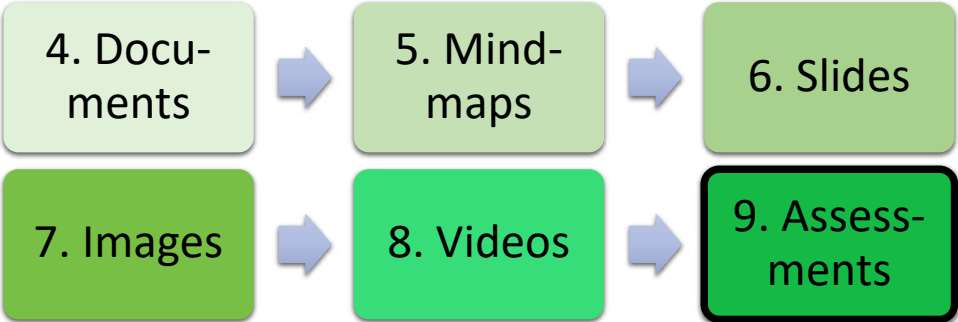 4. Docu-
ments
5. Mind-
maps
6. Slides
7. Images
8. Videos
9. Assess-
ments